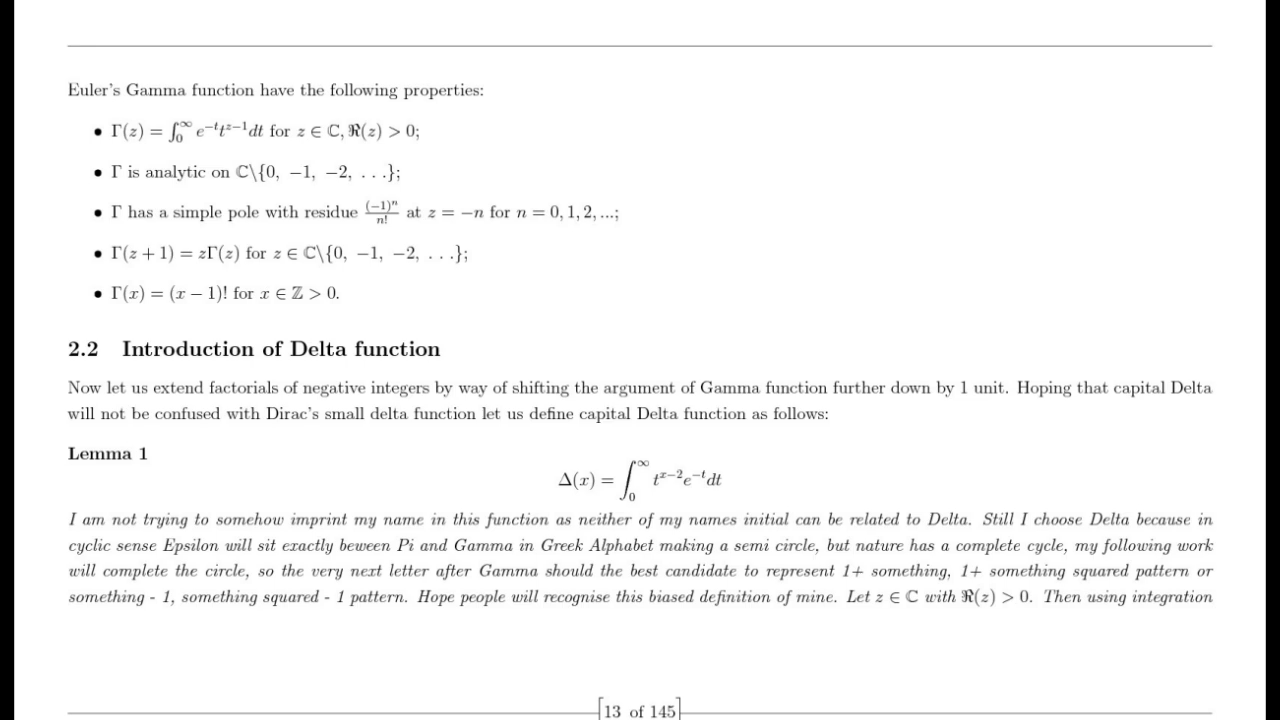 Euler's Gamma function have the following properties:
• Γ(z) = ∫₀^∞ e^{−t}t^{z−1}dt for z ∈ ℂ, ℜ(z) > 0;
• Γ is analytic on ℂ\{0, −1, −2, . . .};
• Γ has a simple pole with residue (−1)^n/n! at z = −n for n = 0, 1, 2, ...;
• Γ(z + 1) = zΓ(z) for z ∈ ℂ\{0, −1, −2, . . .};
• Γ(x) = (x − 1)! for x ∈ ℤ > 0.
2.2 Introduction of Delta function
Now let us extend factorials of negative integers by way of shifting the argument of Gamma function further down by 1 unit. Hoping that capital Delta
will not be confused with Dirac's small delta function let us define capital Delta function as follows:
Lemma 1
Δ(x) = ∫₀^∞ t^{x−2}e^{−t}dt
I am not trying to somehow imprint my name in this function as neither of my names initial can be related to Delta. Still I choose Delta because in
cyclic sense Epsilon will sit exactly beween Pi and Gamma in Greek Alphabet making a semi circle, but nature has a complete cycle, my following work
will complete the circle, so the very next letter after Gamma should the best candidate to represent 1+ something, 1+ something squared pattern or
something - 1, something squared - 1 pattern. Hope people will recognise this biased definition of mine. Let z ∈ ℂ with ℜ(z) > 0. Then using integration
[13 of 145]